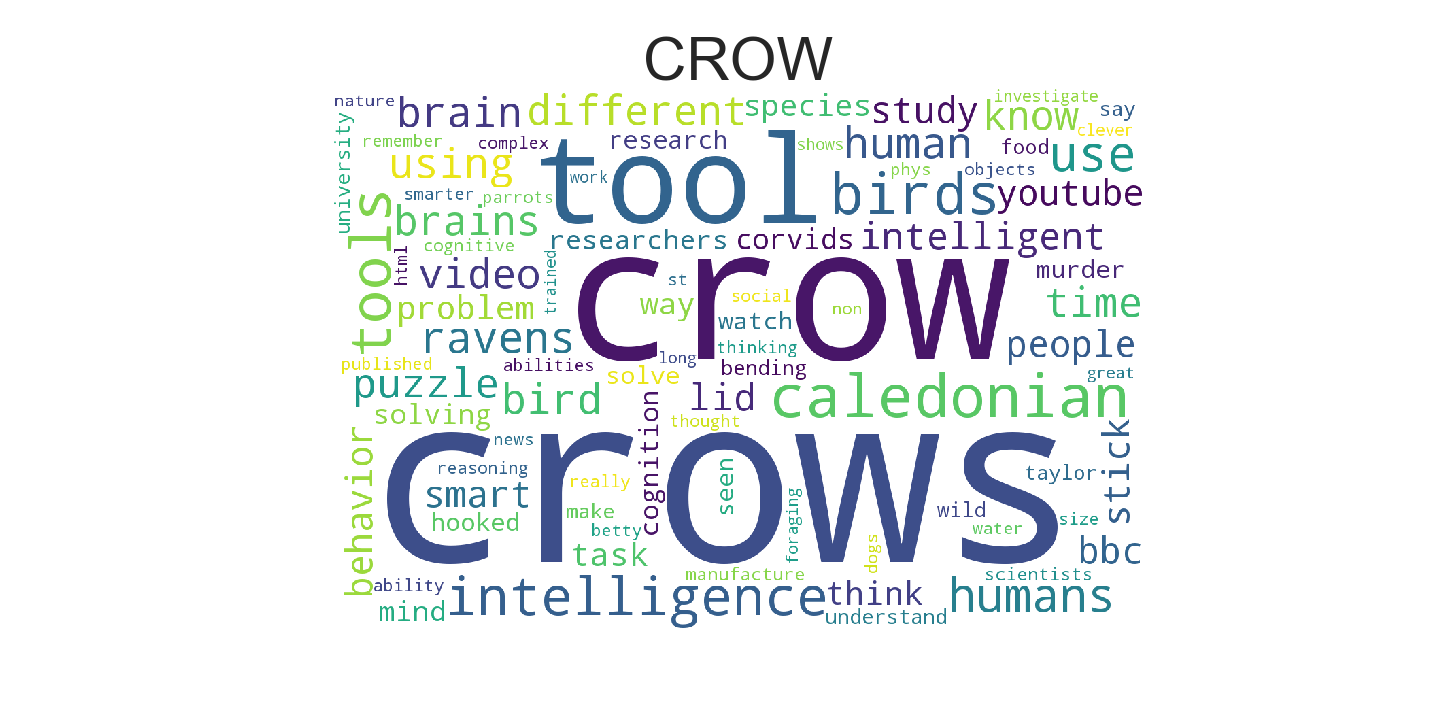 CROW
nature
brain
different
species
study
know
investigate
say
clever
university
remember
complex
research
shows
human
food
use
using
tool
work
phys
objects
smarter
parrots
birds
youtube
tools
brains
cognitive
researchers
corvids
intelligent
html
video
trained
crow
st
way
social
non
murder
time
problem
watch
ravens
thinking
people
published
abilities
long
bending
great
puzzle
solve
bird
lid
caledonian
solving
cognition
thought
behavior
crows
news
reasoning
smart
really
seen
stick
taylor
hooked
make
betty
foraging
wild
water
size
task
dogs
bbc
ability
manufacture
scientists
mind
intelligence
think
understand
humans